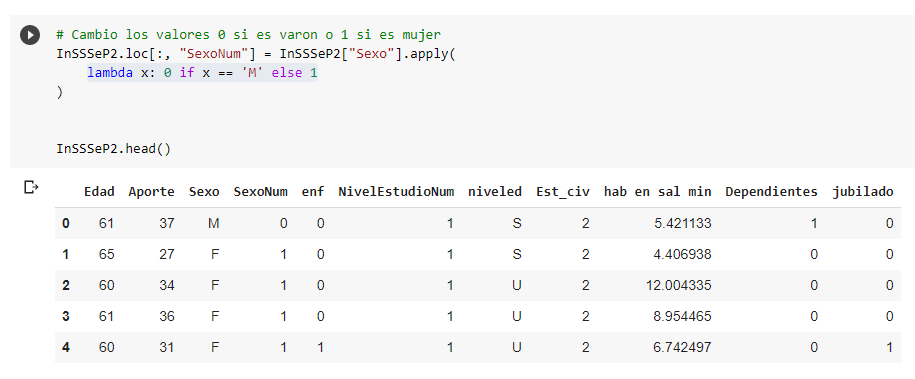 # Cambio los valores 0 si es varon o 1 si es mujer
InSSSeP2.loc[:, "SexoNum"] = InSSSeP2["Sexo"].apply(
lambda x: 0 if x == 'M' else 1
)
InSSSeP2.head()
Edad Aporte Sexo SexoNum enf NivelEstudioNum niveled Est_civ hab en sal min Dependientes jubilado
0 61 37 M 0 0 1 S 2 5.421133 1 0
1 65 27 F 1 0 1 S 2 4.406938 0 0
2 60 34 F 1 0 1 U 2 12.004335 0 0
3 61 36 F 1 0 1 U 2 8.954465 0 0
4 60 31 F 1 1 1 U 2 6.742497 0 1